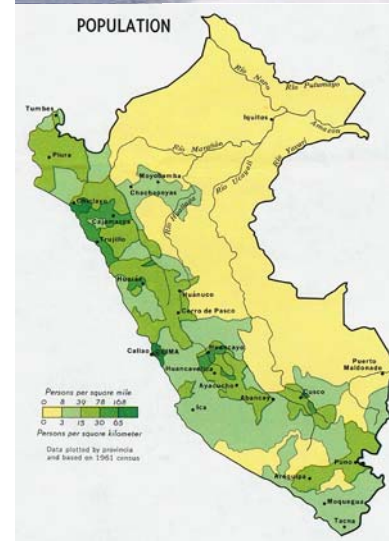 POPULATION
Río Napo
Río Putumayo
Tumbes
Iquitos
Amazon
Río Marañón
Río Yavarí
Piura
Río Ucayali
Moyobamba
Chachapoyas
Chiclayo
Cajamarca
Río Huallaga
Trujillo
Huaráz
Huánuco
Cerro de Pasco
Callao
LIMA
Huancayo
Puerto
Maldonado
Huancavelica
Cusco
Ayacucho
Abancay
Ica
Persons per square mile
0 8 39 78 168
0 3 15 30 65
Persons per square kilometer
Data plotted by provincia
and based on 1961 census
Puno
Arequipa
Moquegua
Tacna